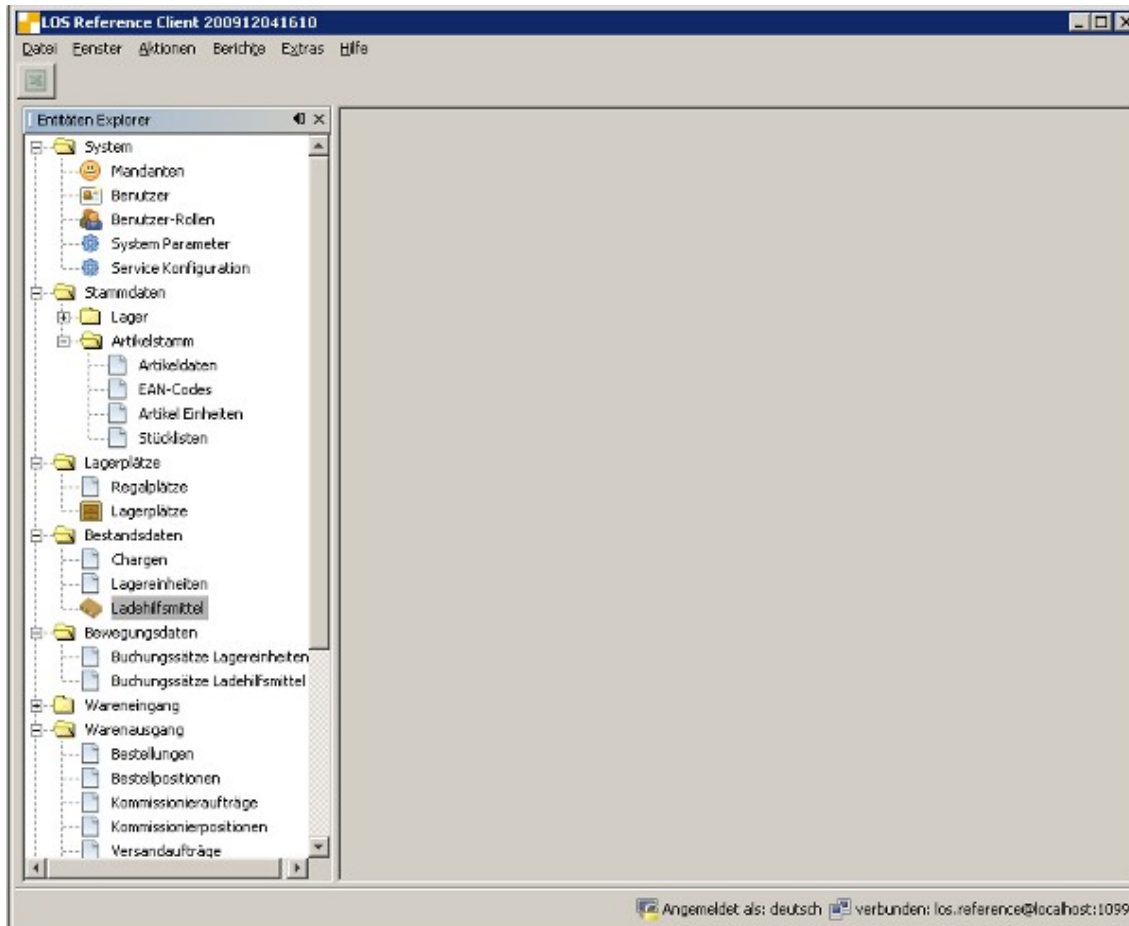 LOS Reference Client 200912041610
Datei Fenster Aktionen Berichte Extras Hilfe
Entitäten Explorer
System
Mandanten
Benutzer
Benutzer-Rollen
System Parameter
Service Konfiguration
Stammdaten
Lager
Artikelstamm
Artikeldaten
EAN-Codes
Artikel Einheiten
Stücklisten
Lagerplätze
Regalplätze
Lagerplätze
Bestandsdaten
Chargen
Lagereinheiten
Ladehilfsmittel
Bewegungsdaten
Buchungssätze Lagereinheiten
Buchungssätze Ladehilfsmittel
Wareneingang
Warenausgang
Bestellungen
Bestellpositionen
Kommissionieraufträge
Kommissionierpositionen
Versandaufträge
Angemeldet als: deutsch verbunden: los.reference@localhost:1099